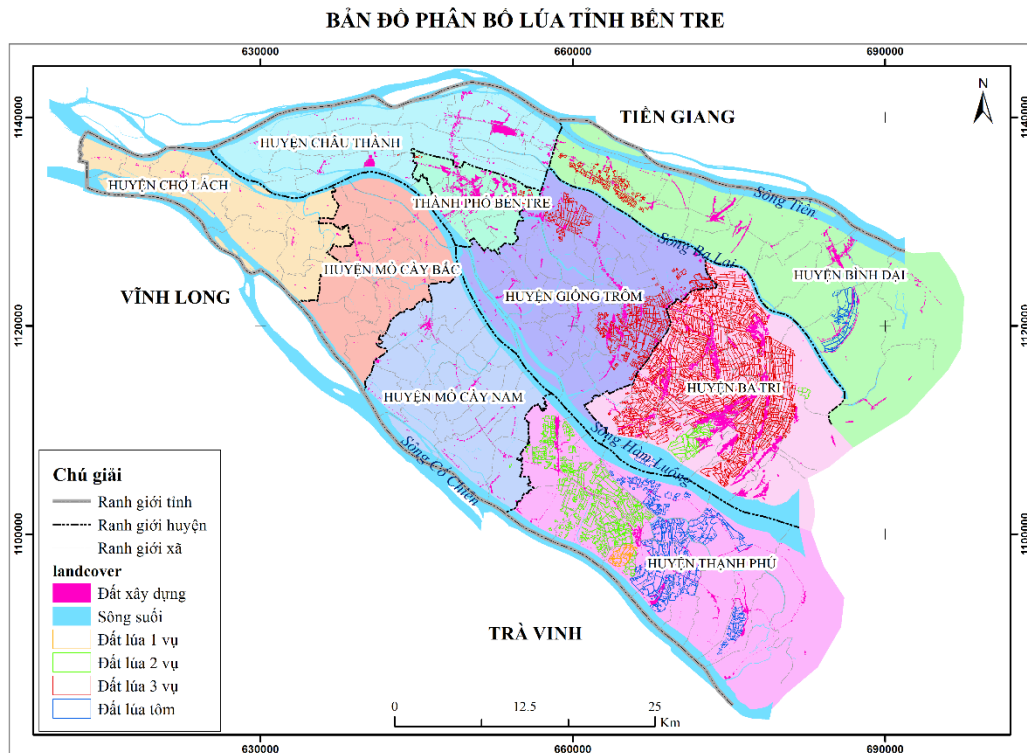 BẢN ĐỒ PHÂN BỐ LÚA TỈNH BẾN TRE
630000 660000 690000
N
1140000 1140000
TIỀN GIANG
HUYỆN CHÂU THÀNH
HUYỆN CHỢ LÁCH
THÀNH PHỐ BẾN TRE
Sông Tiền
Sông Ba Lai
HUYỆN MỎ CÀY BẮC
HUYỆN BÌNH ĐẠI
VĨNH LONG
HUYỆN GIỒNG TRÔM
1120000 1120000
HUYỆN BA TRI
HUYỆN MỎ CÀY NAM
Sông Hàm Luông
Sông Cổ Chiên
1100000 1100000
HUYỆN THẠNH PHÚ
TRÀ VINH
Chú giải
Ranh giới tỉnh
Ranh giới huyện
Ranh giới xã
landcover
Đất xây dựng
Sông suối
Đất lúa 1 vụ
Đất lúa 2 vụ
Đất lúa 3 vụ
Đất lúa tôm
0 12.5 25
Km
630000 660000 690000